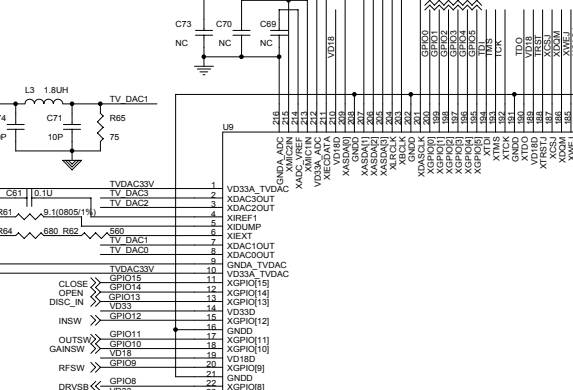 C73
NC
C70
NC
C69
NC
VD18
GPIO0
GPIO1
GPIO2
GPIO3
GPIO4
GPIO5
TDI
TMS
TCK
TDO
VD18
TRST
XCSJ
XDQM
XWEJ
L3 1.8UH
TV_DAC1
C71
10P
R65
75
U9
216
215
214
213
212
211
210
209
208
207
206
205
204
203
202
201
200
199
198
197
196
195
194
193
192
191
190
189
188
187
186
185
GNDA_ADC
XMIC2IN
XADC_VREF
XMIC1IN
VD33A_ADC
XIECDATA
VD18D
XASDA[0]
GNDD
XASDA[1]
XASDA[2]
XASDA[3]
XLRCLK
XBCLK
GNDD
XDASCLK
XGPIO[0]
XGPIO[1]
XGPIO[2]
XGPIO[3]
XGPIO[4]
XGPIO[5]
XTDI
XTMS
XTCK
GNDD
XTDO
VD18D
XTRSTJ
XCSJ
XDQM
TVDAC33V 1 VD33A_TVDAC
C61 0.1U TV_DAC3 2 XDAC3OUT
TV_DAC2 3 XDAC2OUT
R61 9.1(0805/1%) 4 XIREF1
5 XIDUMP
R64 680 R62 560 6 XIEXT
TV_DAC1 7 XDAC1OUT
TV_DAC0 8 XDAC0OUT
9 GNDA_TVDAC
TVDAC33V 10 VD33A_TVDAC
CLOSE GPIO15 11 XGPIO[15]
OPEN GPIO14 12 XGPIO[14]
DISC_IN GPIO13 13 XGPIO[13]
VD33 14 VD33D
INSW GPIO12 15 XGPIO[12]
16 GNDD
OUTSW GPIO11 17 XGPIO[11]
GAINSW GPIO10 18 XGPIO[10]
VD18 19 VD18D
RFSW GPIO9 20 XGPIO[9]
21 GNDD
DRVSB GPIO8 22 XGPIO[8]